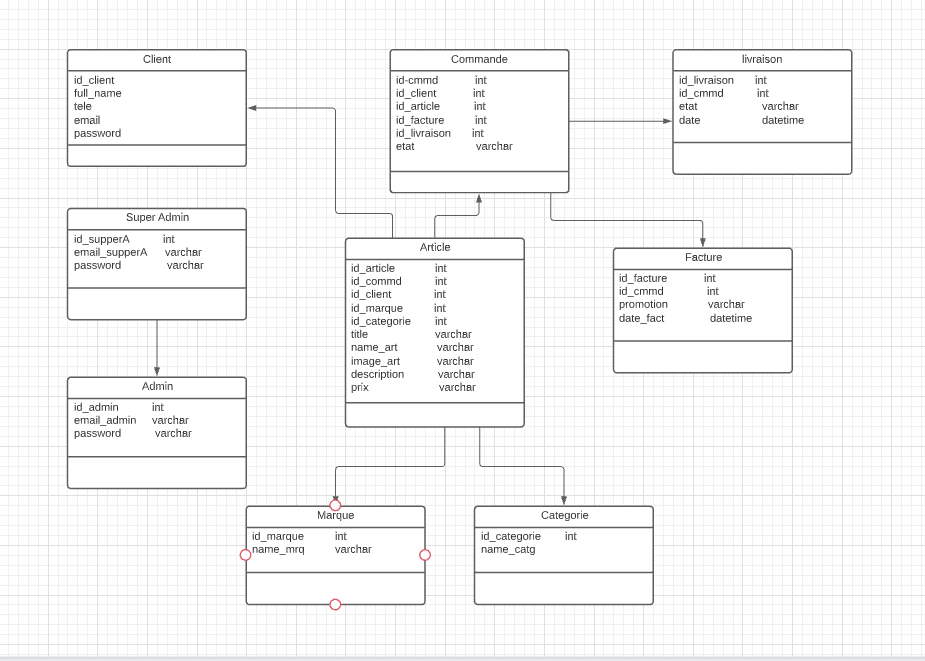 Client
id_client
full_name
tele
email
password
Commande
id-cmmd int
id_client int
id_article int
id_facture int
id_livraison int
etat varchar
livraison
id_livraison int
id_cmmd int
etat varchar
date datetime
Super Admin
id_supperA int
email_supperA varchar
password varchar
Article
id_article int
id_commd int
id_client int
id_marque int
id_categorie int
title varchar
name_art varchar
image_art varchar
description varchar
prix varchar
Facture
id_facture int
id_cmmd int
promotion varchar
date_fact datetime
Admin
id_admin int
email_admin varchar
password varchar
Marque
id_marque int
name_mrq varchar
Categorie
id_categorie int
name_catg